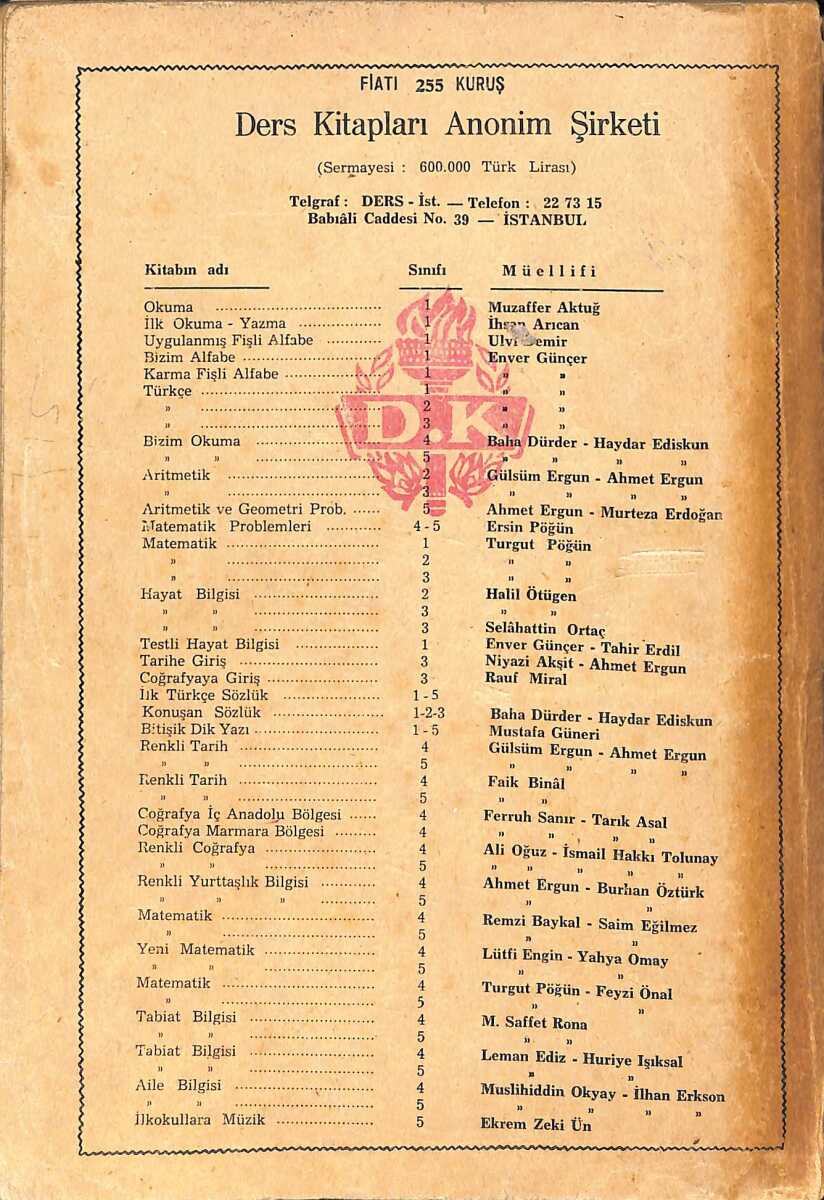 FİATI 255 KURUŞ
Ders Kitapları Anonim Şirketi
(Sermayesi : 600.000 Türk Lirası)
Telgraf : DERS - İst. — Telefon : 22 73 15
Babıâli Caddesi No. 39 — İSTANBUL
Kitabın adı Sınıfı Müellifi
Okuma 1 Muzaffer Aktuğ
İlk Okuma - Yazma 1 İhsan Arıcan
Uygulanmış Fişli Alfabe 1 Ulvi Demir
Bizim Alfabe 1 Enver Günçer
Karma Fişli Alfabe 1 » »
Türkçe 1 » »
» 2 » »
» 3 » »
D.K
Bizim Okuma 4 Baha Dürder - Haydar Ediskun
» » 5 » » » »
Aritmetik 2 Gülsüm Ergun - Ahmet Ergun
» 3 » » » »
Aritmetik ve Geometri Prob. 5 Ahmet Ergun - Murteza Erdoğan
Matematik Problemleri 4 - 5 Ersin Pöğün
Matematik 1 Turgut Pöğün
» 2 » »
» 3 » »
Hayat Bilgisi 2 Halil Ötügen
» » 3 » »
» » 3 Selâhattin Ortaç
Testli Hayat Bilgisi 1 Enver Günçer - Tahir Erdil
Tarihe Giriş 3 Niyazi Akşit - Ahmet Ergun
Coğrafyaya Giriş 3 Rauf Miral
İlk Türkçe Sözlük 1 - 5
Konuşan Sözlük 1-2-3 Baha Dürder - Haydar Ediskun
Bitişik Dik Yazı 1 - 5 Mustafa Güneri
Renkli Tarih 4 Gülsüm Ergun - Ahmet Ergun
» » 5 » » » »
Renkli Tarih 4 Faik Binâl
» » 5 » »
Coğrafya İç Anadolu Bölgesi 4 Ferruh Sanır - Tarık Asal
Coğrafya Marmara Bölgesi 4 » » » »
Renkli Coğrafya 4 Ali Oğuz - İsmail Hakkı Tolunay
» » 5 » » » » »
Renkli Yurttaşlık Bilgisi 4 Ahmet Ergun - Burhan Öztürk
» » » 5 » »
Matematik 4 Remzi Baykal - Saim Eğilmez
» 5 » »
Yeni Matematik 4 Lütfi Engin - Yahya Omay
» » 5 » »
Matematik 4 Turgut Pöğün - Feyzi Önal
» 5 » »
Tabiat Bilgisi 4 M. Saffet Rona
» » 5 » »
Tabiat Bilgisi 4 Leman Ediz - Huriye Işıksal
» » 5 » »
Aile Bilgisi 4 Muslihiddin Okyay - İlhan Erkson
» » 5 » » » »
İlkokullara Müzik 5 Ekrem Zeki Ün